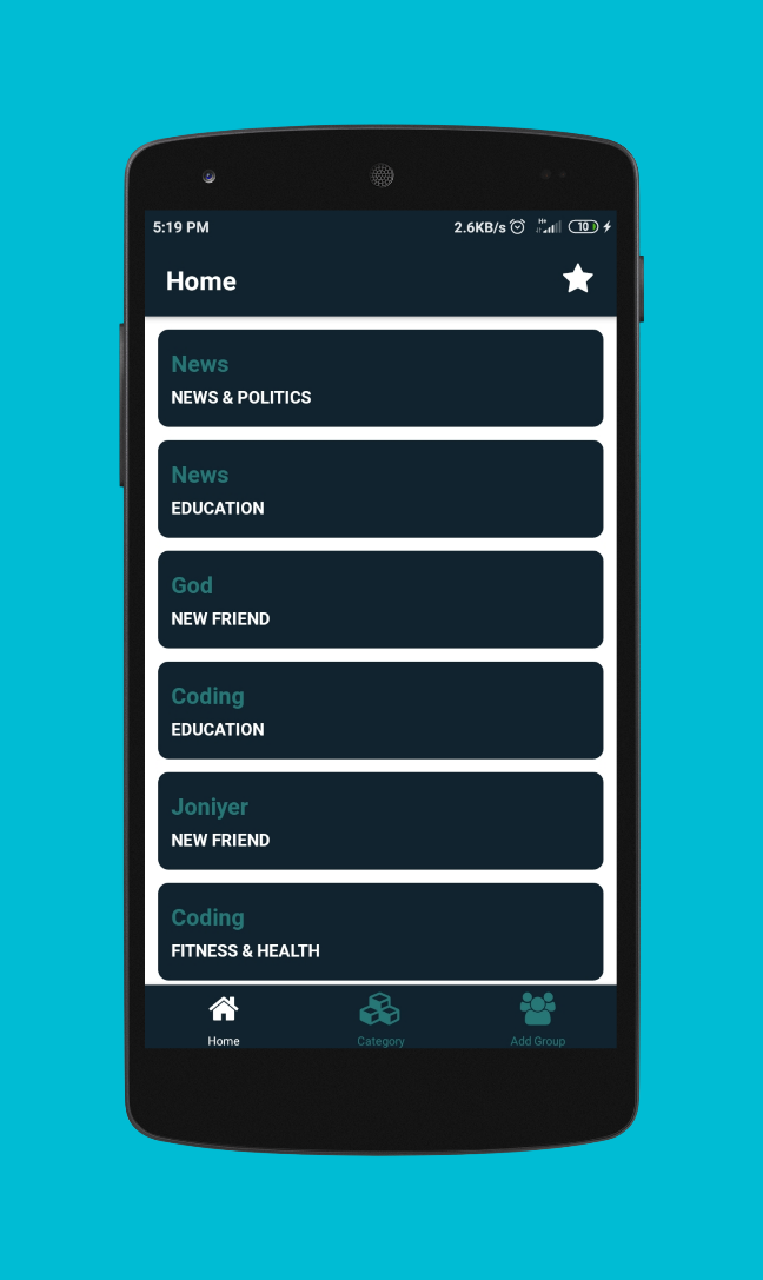 5:19 PM 2.6KB/s H+ 10
Home
News
NEWS & POLITICS
News
EDUCATION
God
NEW FRIEND
Coding
EDUCATION
Joniyer
NEW FRIEND
Coding
FITNESS & HEALTH
Home Category Add Group